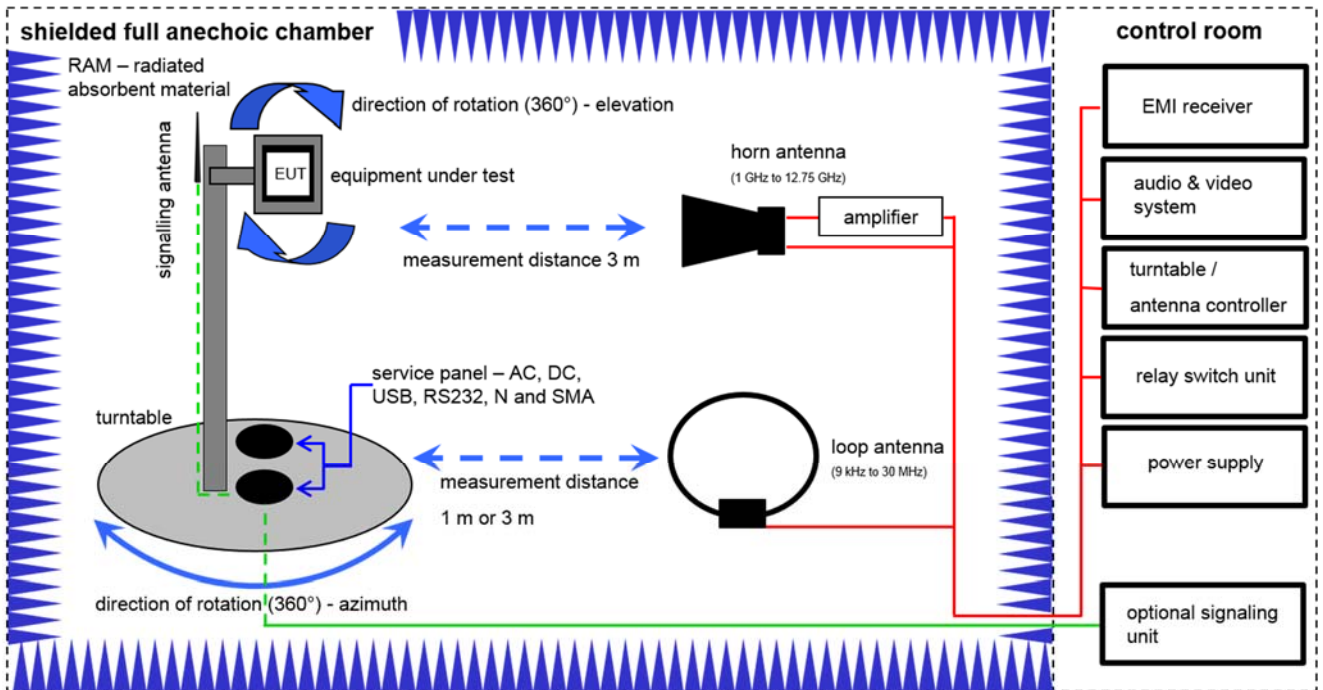 shielded full anechoic chamber
RAM – radiated
absorbent material
direction of rotation (360°) - elevation
signalling antenna
EUT
equipment under test
measurement distance 3 m
horn antenna
(1 GHz to 12.75 GHz)
amplifier
service panel – AC, DC,
USB, RS232, N and SMA
turntable
measurement distance
1 m or 3 m
loop antenna
(9 kHz to 30 MHz)
direction of rotation (360°) - azimuth
control room
EMI receiver
audio & video
system
turntable /
antenna controller
relay switch unit
power supply
optional signaling
unit